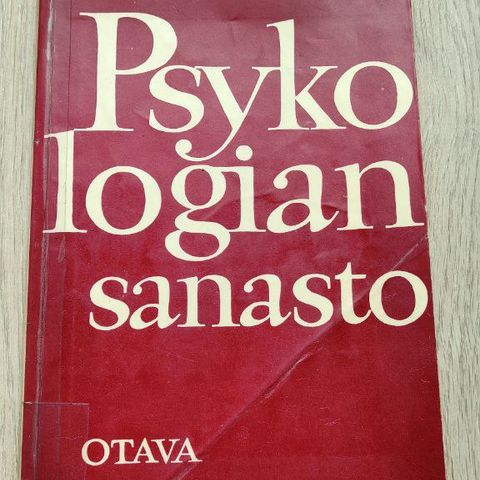 Psyko
logian
sanasto
OTAVA